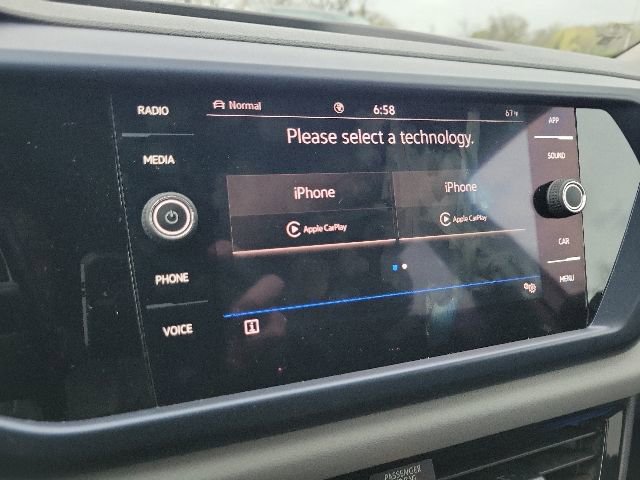 RADIO
MEDIA
PHONE
VOICE
Normal
6:58
67°F
Please select a technology.
iPhone
Apple CarPlay
iPhone
Apple CarPlay
APP
SOUND
CAR
MENU
PASSENGER